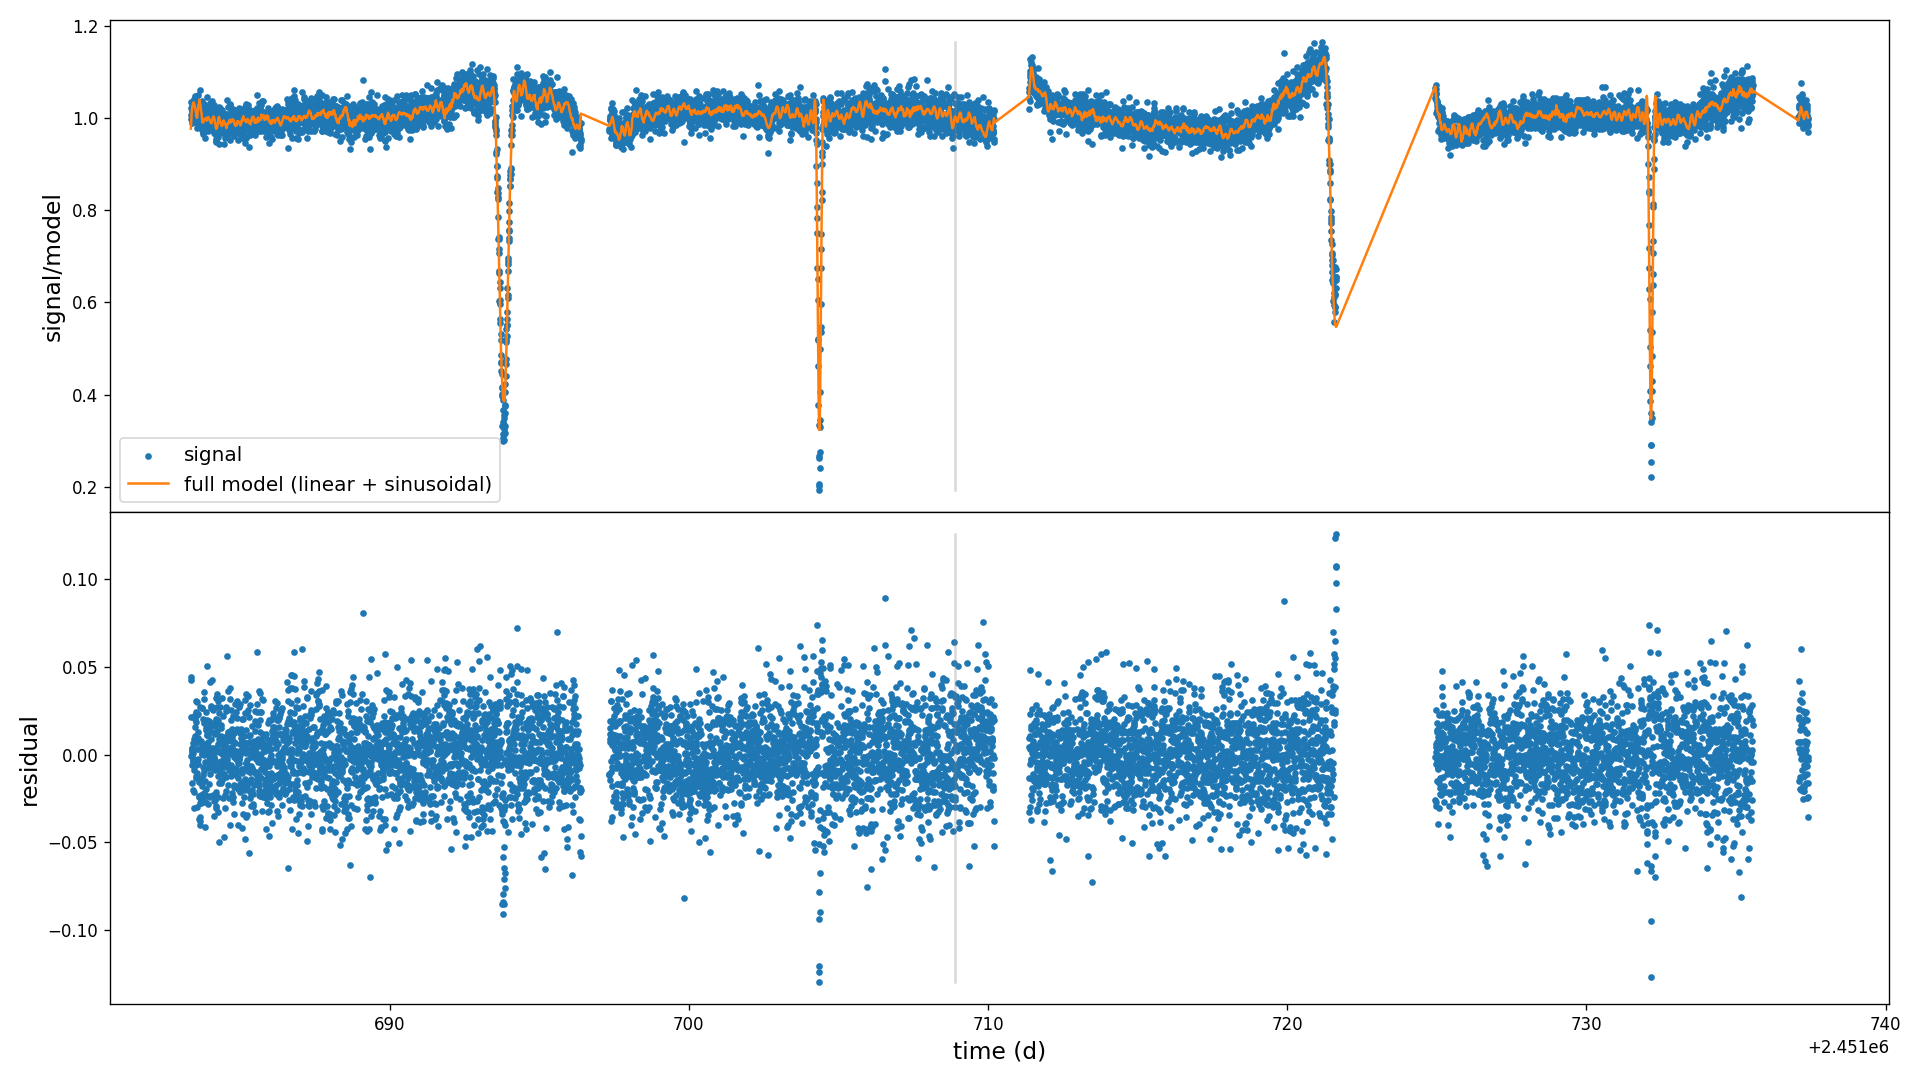 1.2
1.0
0.8
0.6
0.4
0.2
signal/model
signal
full model (linear + sinusoidal)
0.10
0.05
0.00
−0.05
−0.10
residual
690
700
710
720
730
740
time (d)
+2.451e6